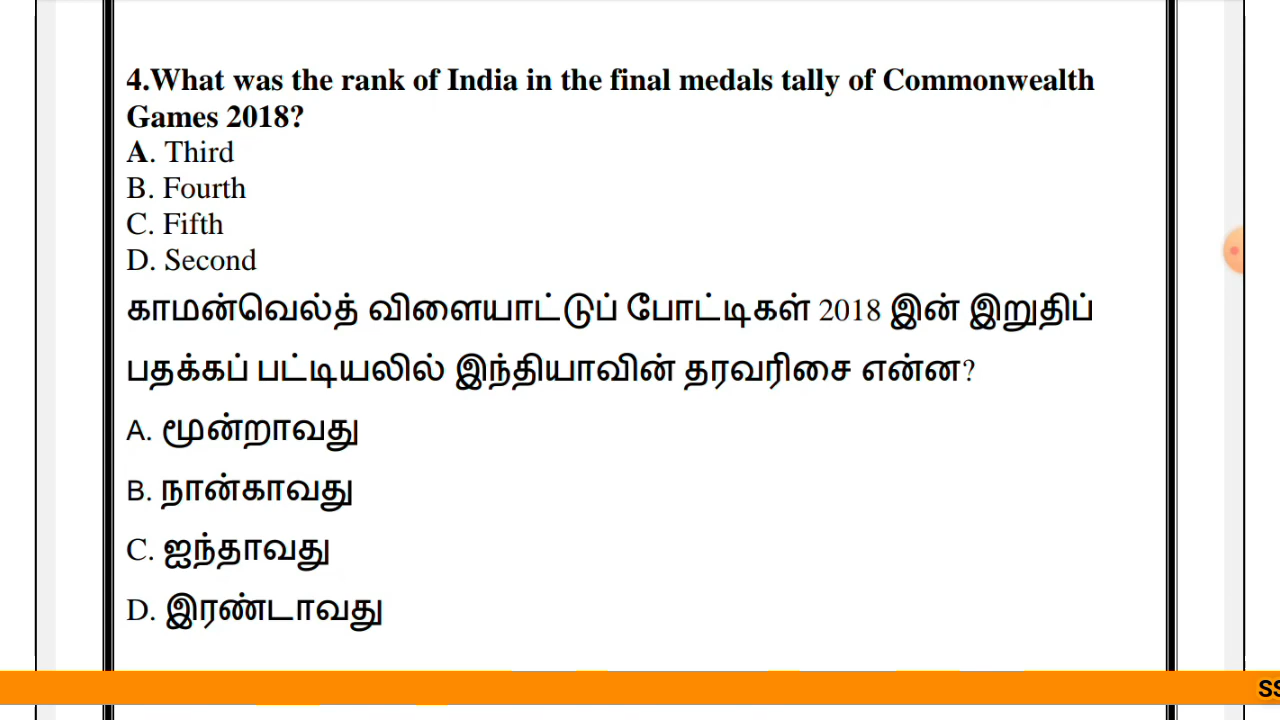 4.What was the rank of India in the final medals tally of Commonwealth
Games 2018?
A. Third
B. Fourth
C. Fifth
D. Second
காமன்வெல்த் விளையாட்டுப் போட்டிகள் 2018 இன் இறுதிப்
பதக்கப் பட்டியலில் இந்தியாவின் தரவரிசை என்ன?
A. மூன்றாவது
B. நான்காவது
C. ஐந்தாவது
D. இரண்டாவது